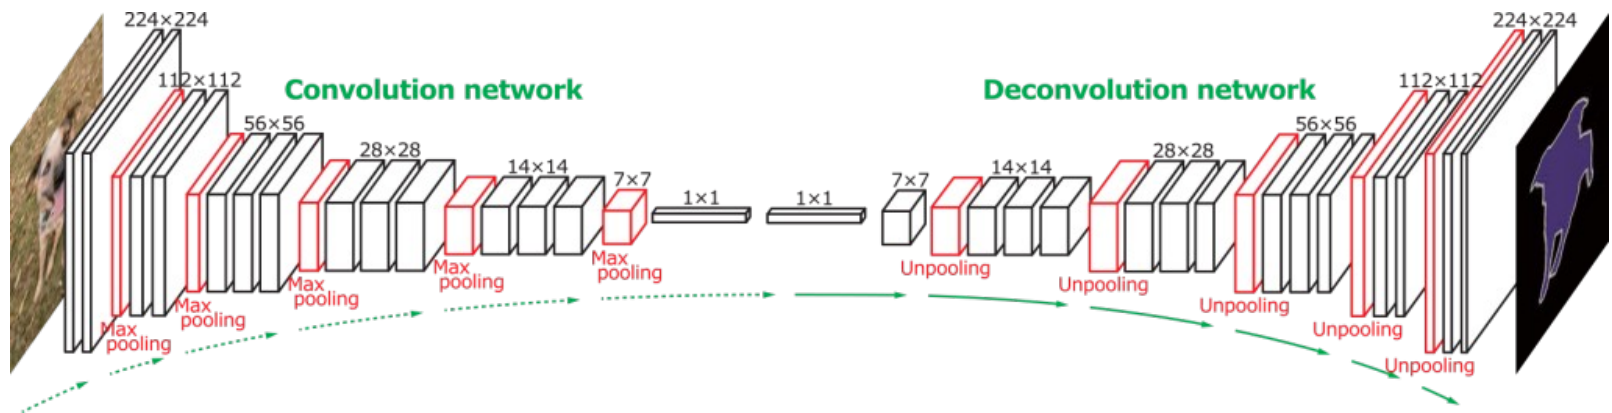 224×224
112×112
56×56
28×28
14×14
7×7
1×1
1×1
7×7
14×14
28×28
56×56
112×112
224×224
Convolution network
Deconvolution network
Max
pooling
Max
pooling
Max
pooling
Max
pooling
Max
pooling
Unpooling
Unpooling
Unpooling
Unpooling
Unpooling